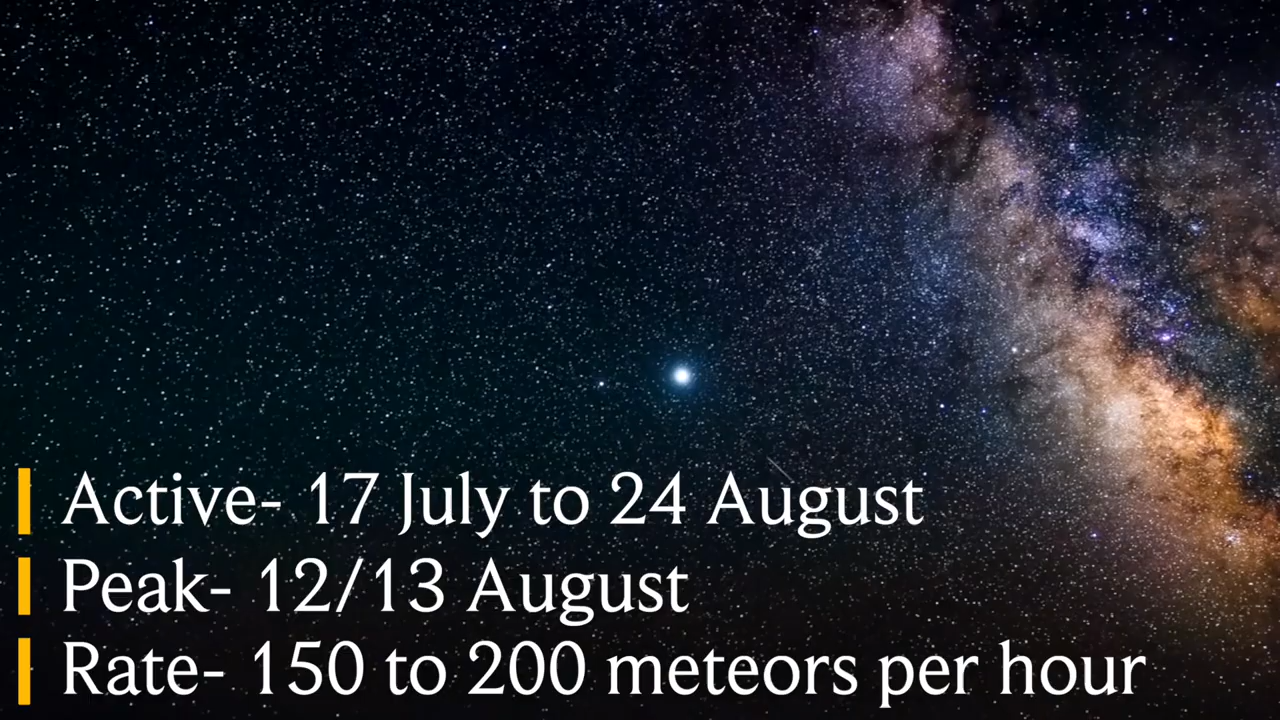 Active- 17 July to 24 August
Peak- 12/13 August
Rate- 150 to 200 meteors per hour